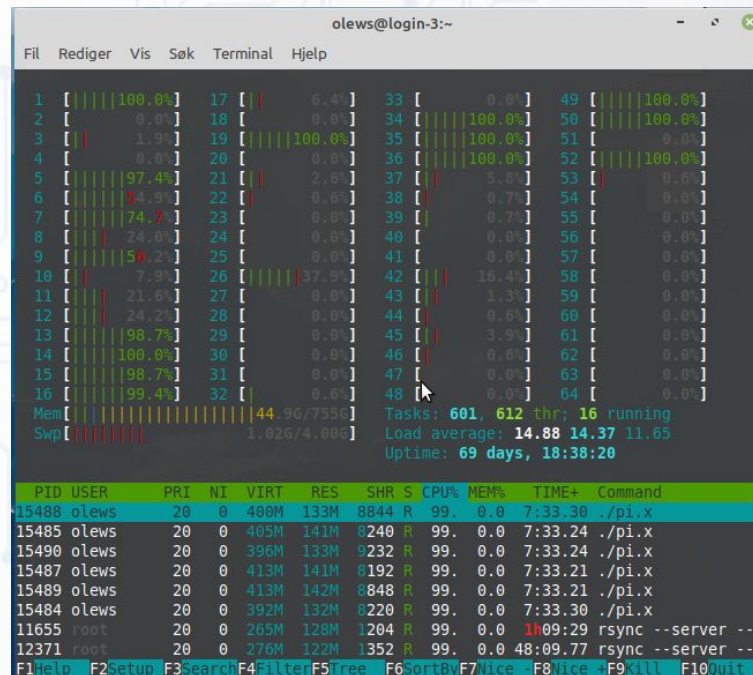 olews@login-3:~
Fil Rediger Vis Søk Terminal Hjelp
1 [|||||100.0%] 17 [|| 6.4%] 33 [ 0.0%] 49 [|||||100.0%]
2 [ 0.0%] 18 [ 0.0%] 34 [|||||100.0%] 50 [|||||100.0%]
3 [|| 1.9%] 19 [|||||100.0%] 35 [|||||100.0%] 51 [ 0.0%]
4 [ 0.0%] 20 [ 0.0%] 36 [|||||100.0%] 52 [|||||100.0%]
5 [||||||97.4%] 21 [|| 2.6%] 37 [|| 5.8%] 53 [| 0.6%]
6 [||||||54.9%] 22 [| 0.6%] 38 [| 0.7%] 54 [ 0.0%]
7 [||||||74.7%] 23 [ 0.0%] 39 [| 0.7%] 55 [ 0.0%]
8 [|||| 24.0%] 24 [ 0.0%] 40 [ 0.0%] 56 [ 0.0%]
9 [||||||56.2%] 25 [ 0.0%] 41 [ 0.0%] 57 [ 0.0%]
10 [|| 7.9%] 26 [||||||37.9%] 42 [||| 16.4%] 58 [ 0.0%]
11 [|||| 21.6%] 27 [ 0.0%] 43 [|| 1.3%] 59 [ 0.0%]
12 [|||| 24.2%] 28 [ 0.0%] 44 [| 0.6%] 60 [ 0.0%]
13 [||||||98.7%] 29 [ 0.0%] 45 [|| 3.9%] 61 [ 0.0%]
14 [|||||100.0%] 30 [ 0.0%] 46 [| 0.6%] 62 [ 0.0%]
15 [||||||98.7%] 31 [ 0.0%] 47 [ 0.0%] 63 [ 0.0%]
16 [||||||99.4%] 32 [| 0.6%] 48 [ 0.0%] 64 [ 0.0%]
Mem[||||||||||||||||||||44.9G/755G] Tasks: 601, 612 thr; 16 running
Swp[||||||||| 1.02G/4.00G] Load average: 14.88 14.37 11.65
Uptime: 69 days, 18:38:20
PID USER PRI NI VIRT RES SHR S CPU% MEM% TIME+ Command
15488 olews 20 0 400M 133M 8844 R 99. 0.0 7:33.30 ./pi.x
15485 olews 20 0 405M 141M 8240 R 99. 0.0 7:33.24 ./pi.x
15490 olews 20 0 396M 133M 9232 R 99. 0.0 7:33.24 ./pi.x
15487 olews 20 0 413M 141M 8192 R 99. 0.0 7:33.21 ./pi.x
15489 olews 20 0 413M 142M 8848 R 99. 0.0 7:33.21 ./pi.x
15484 olews 20 0 392M 132M 8220 R 99. 0.0 7:33.30 ./pi.x
11655 root 20 0 265M 128M 1204 R 99. 0.0 1h09:29 rsync --server --
12371 root 20 0 276M 122M 1352 R 99. 0.0 48:09.77 rsync --server --
F1Help F2Setup F3SearchF4FilterF5Tree F6SortByF7Nice -F8Nice +F9Kill F10Quit